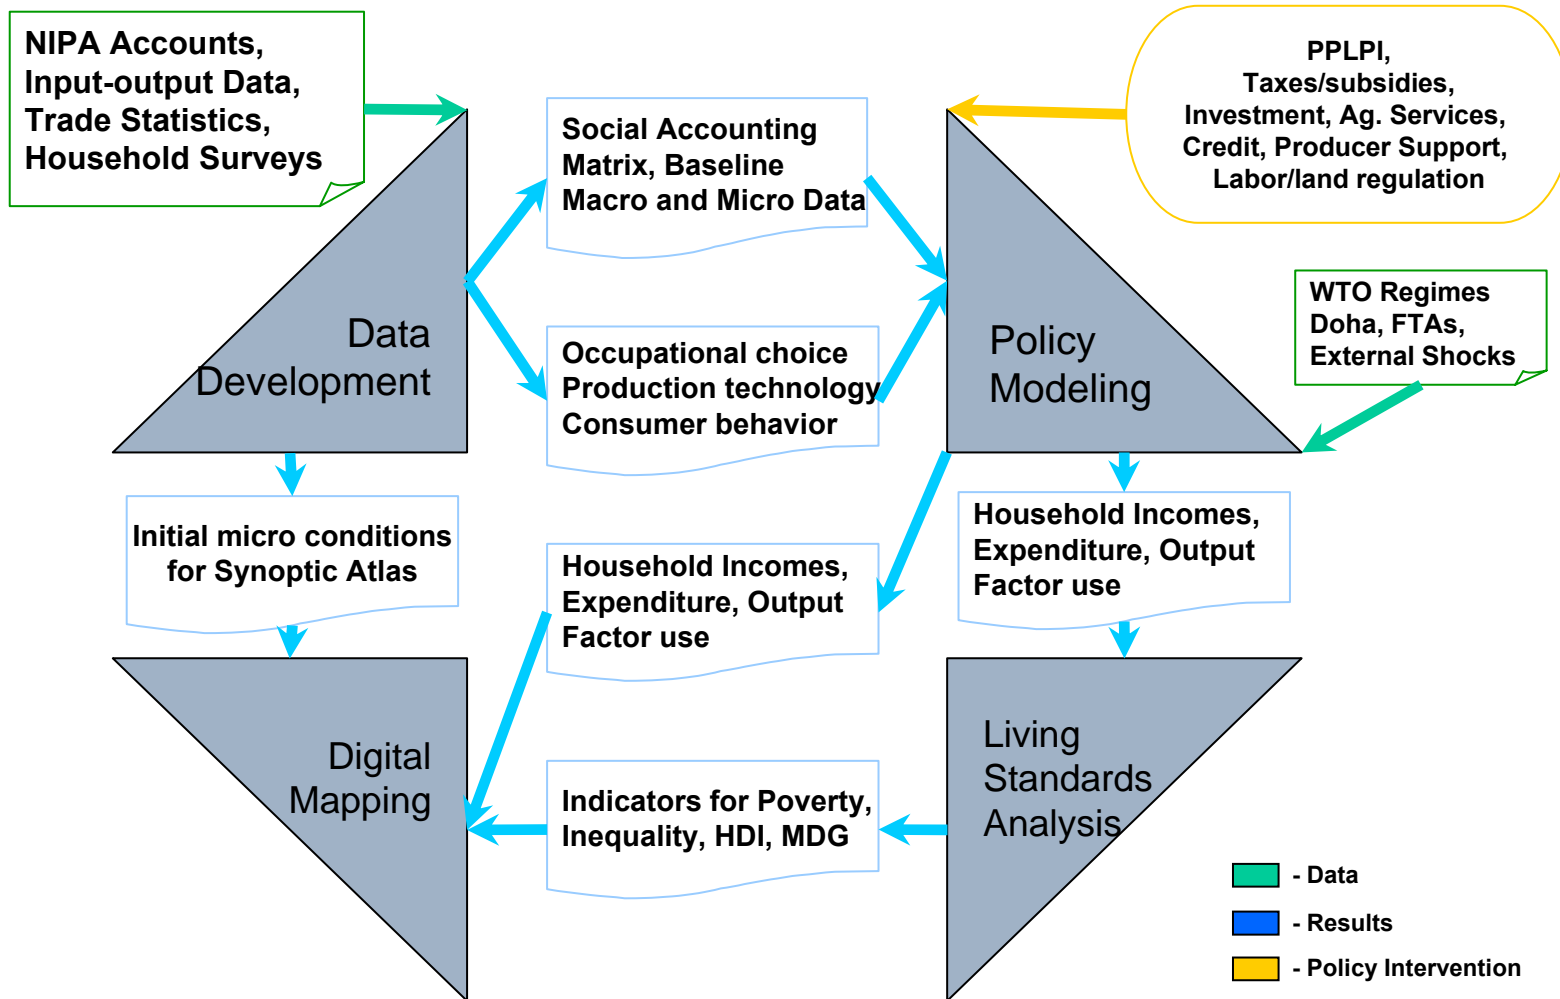 NIPA Accounts,
Input-output Data,
Trade Statistics,
Household Surveys
Social Accounting
Matrix, Baseline
Macro and Micro Data
PPLPI,
Taxes/subsidies,
Investment, Ag. Services,
Credit, Producer Support,
Labor/land regulation
WTO Regimes
Doha, FTAs,
External Shocks
Data
Development
Occupational choice
Production technology
Consumer behavior
Policy
Modeling
Initial micro conditions
for Synoptic Atlas
Household Incomes,
Expenditure, Output
Factor use
Household Incomes,
Expenditure, Output
Factor use
Digital
Mapping
Indicators for Poverty,
Inequality, HDI, MDG
Living
Standards
Analysis
- Data
- Results
- Policy Intervention